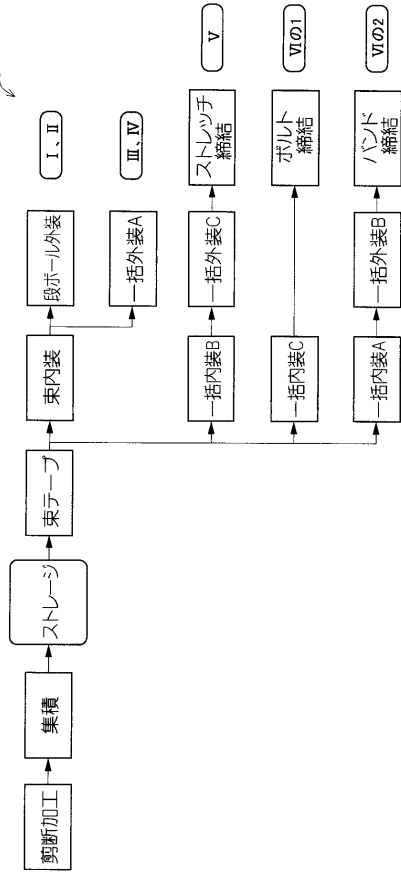 剪断加工
集積
ストレージ
束テープ
束内装
段ボール外装
I、II
一括外装A
III、IV
一括内装B
一括外装C
ストレッチ
締結
V
一括内装C
ボルト
締結
VIの1
一括内装A
一括外装B
バンド
締結
VIの2